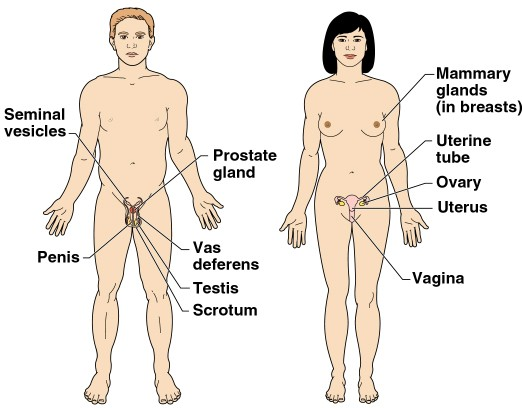 Seminal
vesicles
Prostate
gland
Penis
Vas
deferens
Testis
Scrotum
Mammary
glands
(in breasts)
Uterine
tube
Ovary
Uterus
Vagina